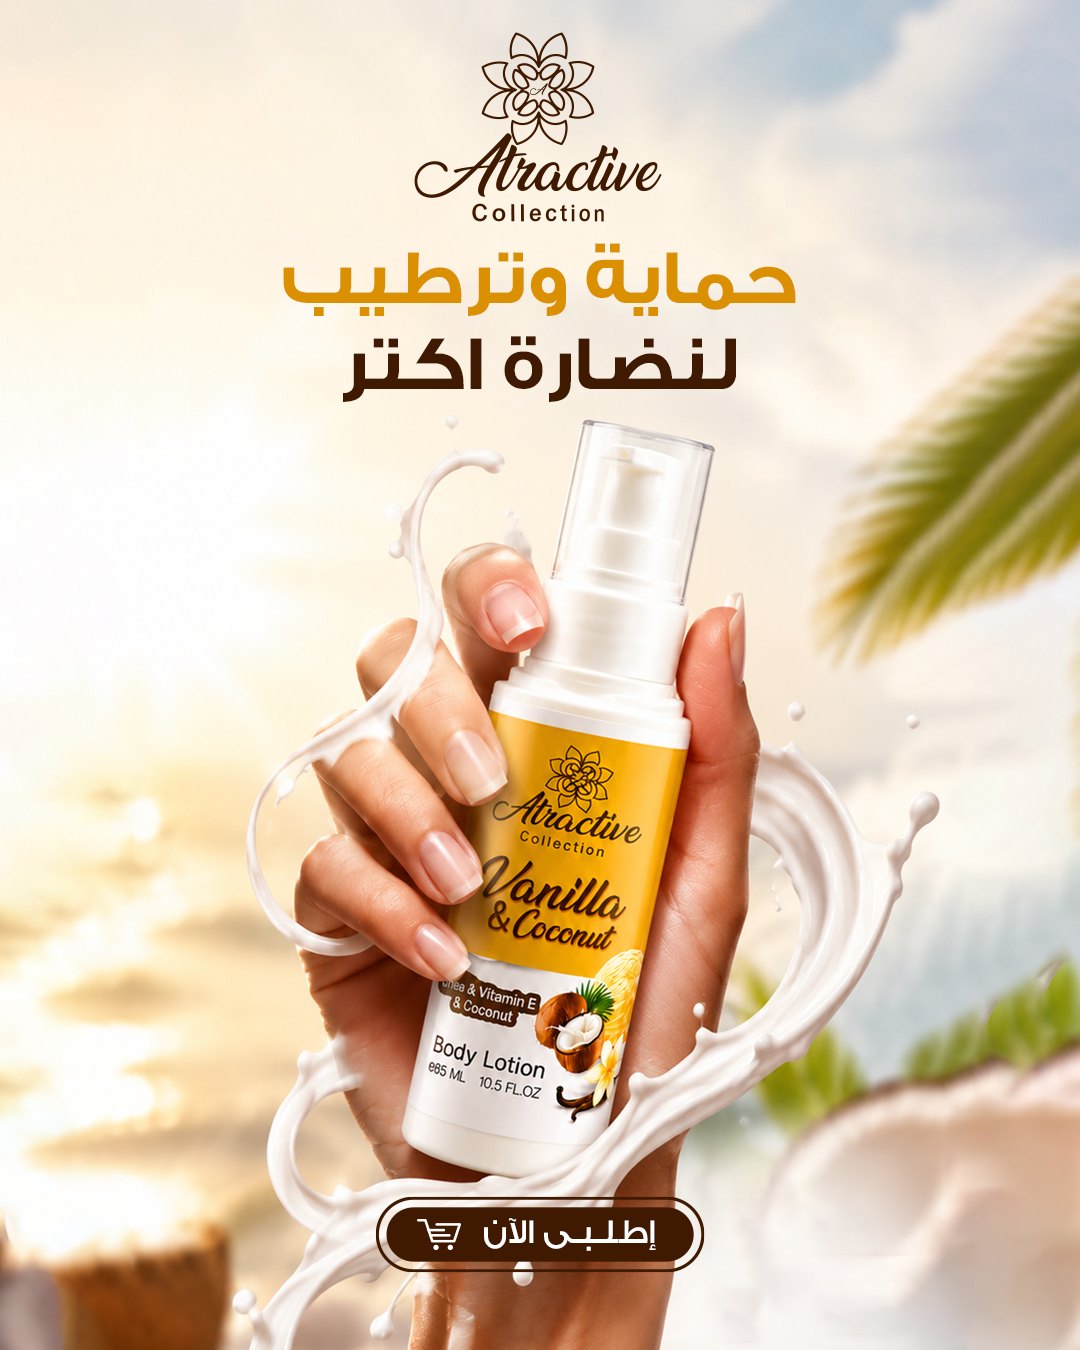 Atractive
Collection
حماية وترطيب
لنضارة اكتر
Atractive
Collection
Vanilla
& Coconut
& Vitamin E
& Coconut
Body Lotion
e65 ML 10.5 FL.OZ
إطلبى الآن